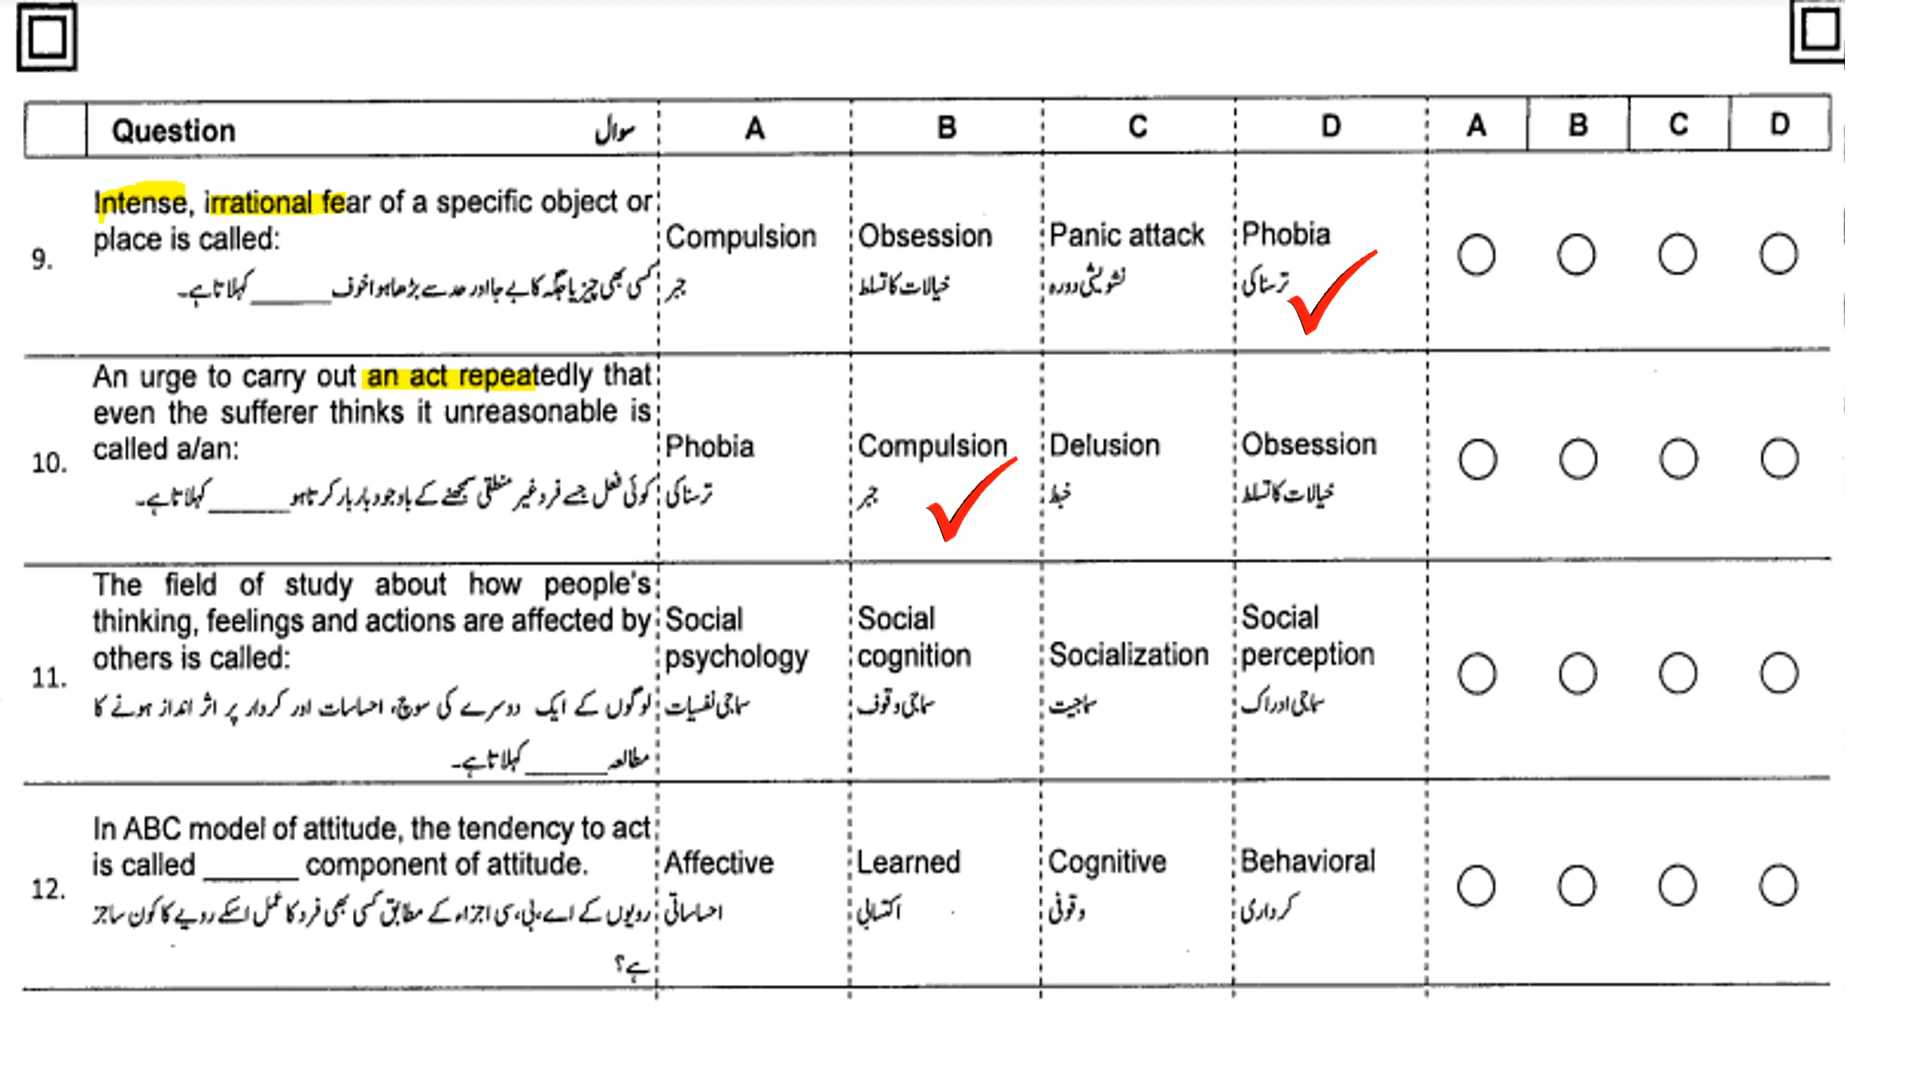 Question سوال A B C D A B C D
9.
Intense, irrational fear of a specific object or
place is called:
کسی بھی چیز یا جگہ کا بے جا اور حد سے بڑھا ہوا خوف ______ کہلاتا ہے۔
Compulsion
جبر
Obsession
خیالات کا تسلط
Panic attack
تشویشی دورہ
Phobia
ترسناکی
10.
An urge to carry out an act repeatedly that
even the sufferer thinks it unreasonable is
called a/an:
کوئی فعل جسے فرد غیر منطقی سمجھنے کے باوجود بار بار کرتا ہو ______ کہلاتا ہے۔
Phobia
ترسناکی
Compulsion
جبر
Delusion
خبط
Obsession
خیالات کا تسلط
11.
The field of study about how people's
thinking, feelings and actions are affected by
others is called:
لوگوں کے ایک دوسرے کی سوچ، احساسات اور کردار پر اثر انداز ہونے کا
مطالعہ ______ کہلاتا ہے۔
Social
psychology
سماجی نفسیات
Social
cognition
سماجی وقوف
Socialization
سماجیت
Social
perception
سماجی ادراک
12.
In ABC model of attitude, the tendency to act
is called ______ component of attitude.
رویوں کے اے، بی، سی اجزاء کے مطابق کسی بھی فرد کا عمل اسکے رویے کا کون سا جز
ہے؟
Affective
احساساتی
Learned
اکتسابی
Cognitive
وقوفی
Behavioral
کرداری